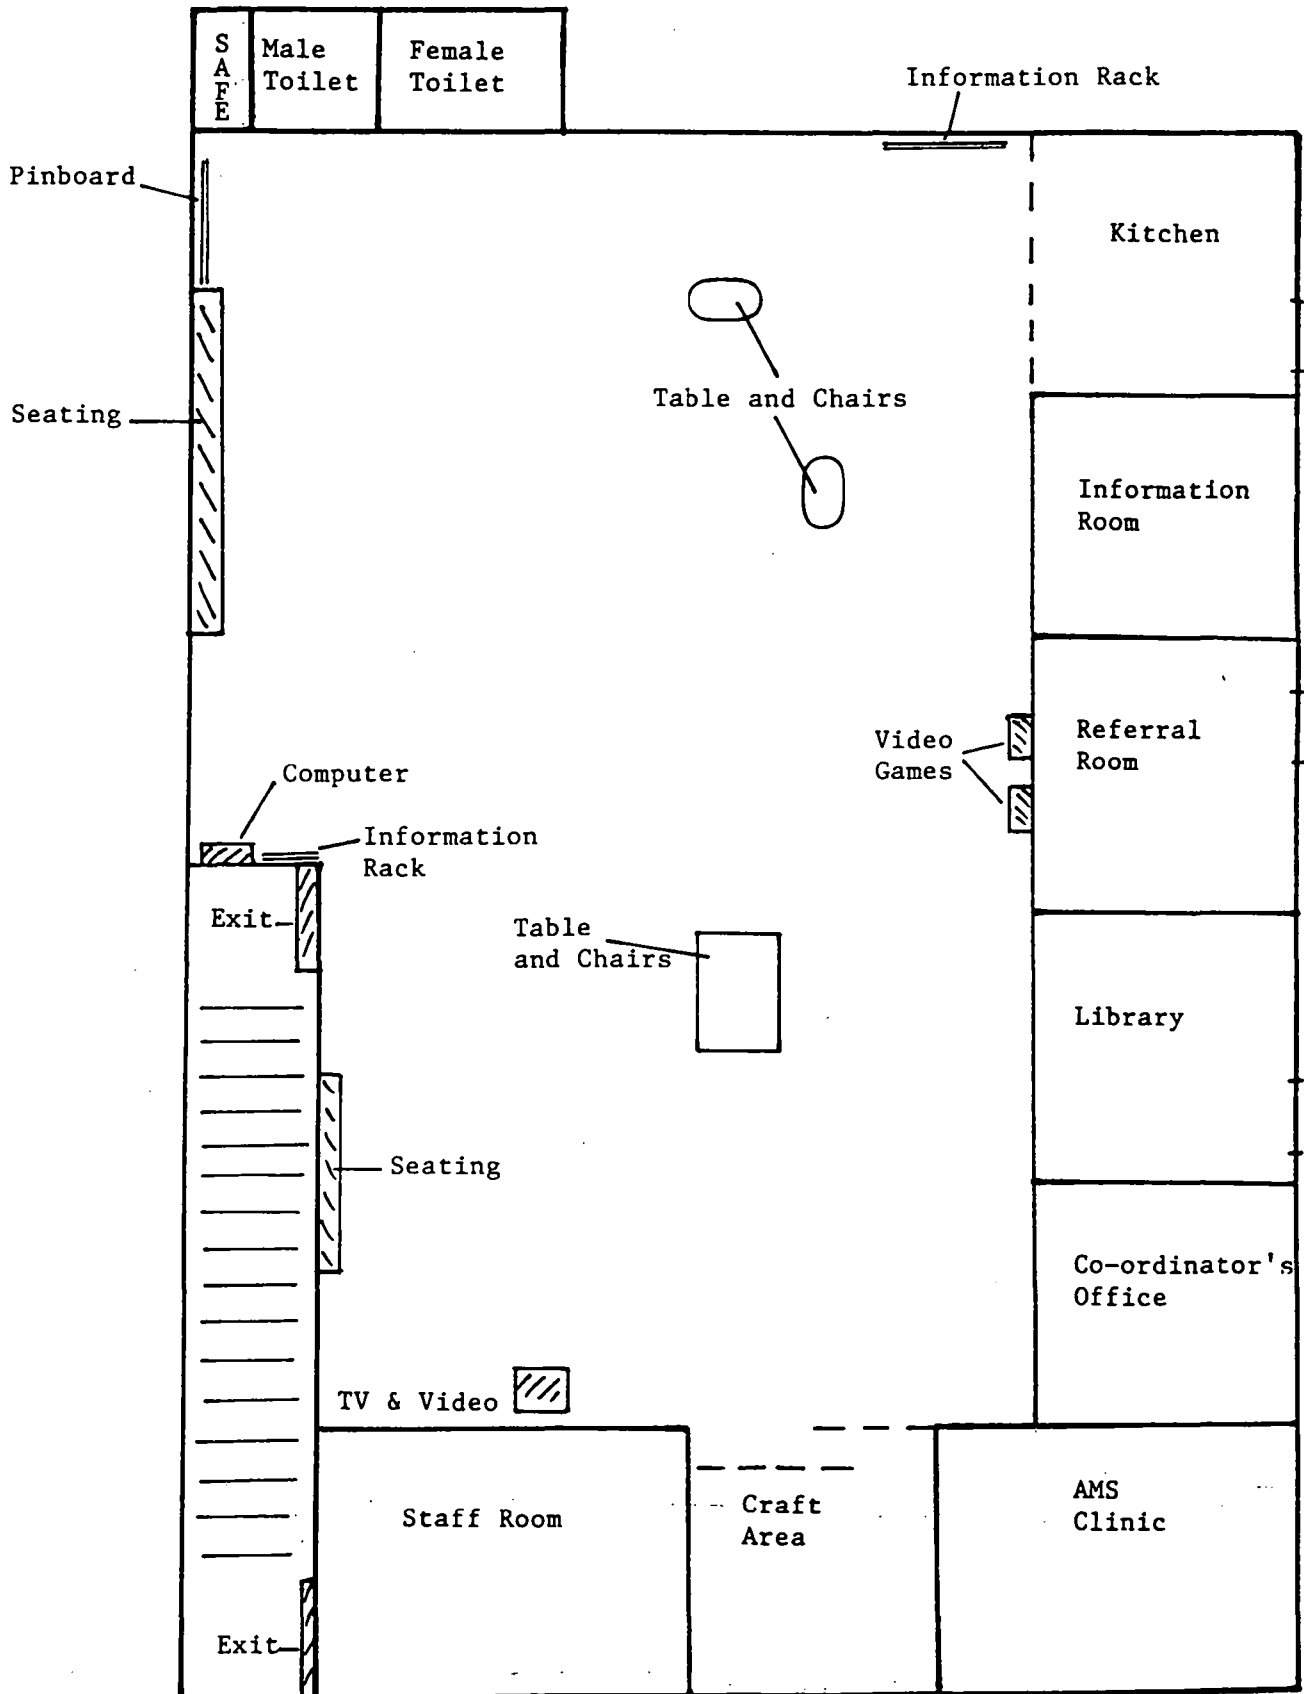 SAFE
Male
Toilet
Female
Toilet
Information Rack
Pinboard
Kitchen
Seating
Table and Chairs
Information
Room
Video
Games
Referral
Room
Computer
Information
Rack
Exit
Table
and Chairs
Library
Seating
Co-ordinator's
Office
TV & Video
Staff Room
Craft
Area
AMS
Clinic
Exit